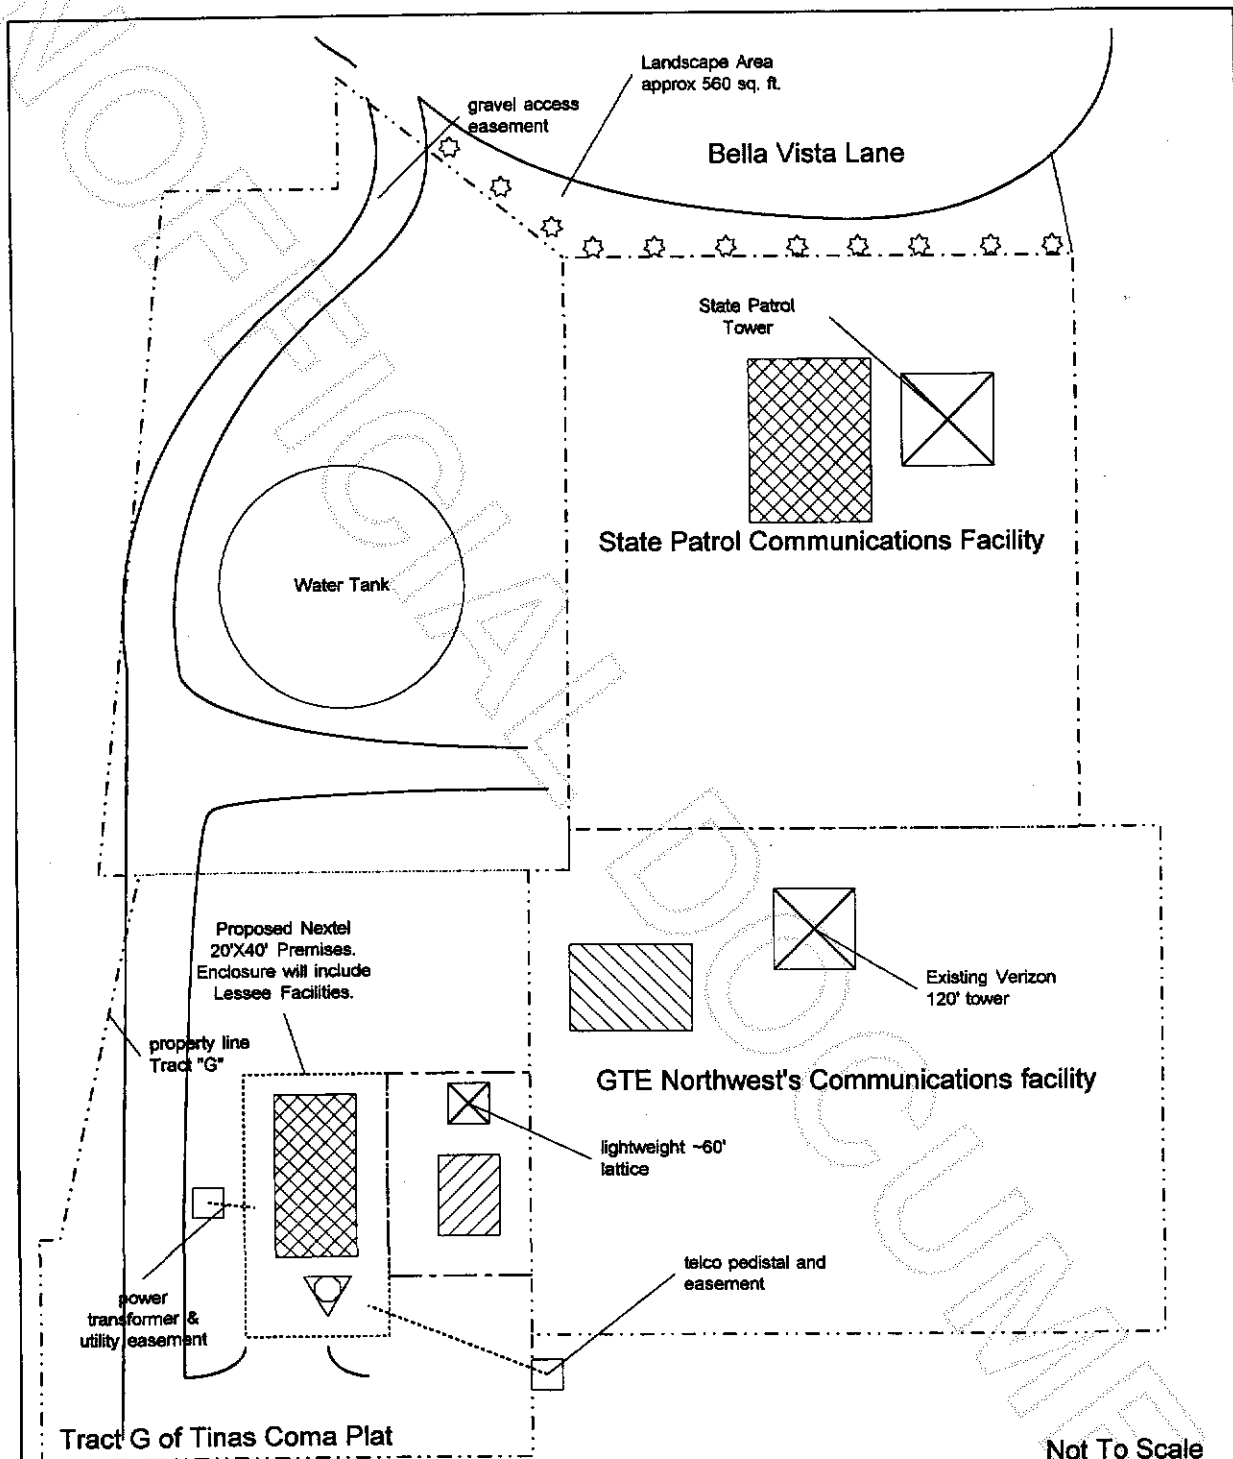 Landscape Area
approx 560 sq. ft.
gravel access
easement
Bella Vista Lane
State Patrol
Tower
State Patrol Communications Facility
Water Tank
Proposed Nextel
20'X40' Premises.
Enclosure will include
Lessee Facilities.
Existing Verizon
120' tower
property line
Tract "G"
GTE Northwest's Communications facility
lightweight ~60'
lattice
telco pedistal and
easement
power
transformer &
utility easement
Tract G of Tinas Coma Plat
Not To Scale
UNOFFICIAL DOCUME